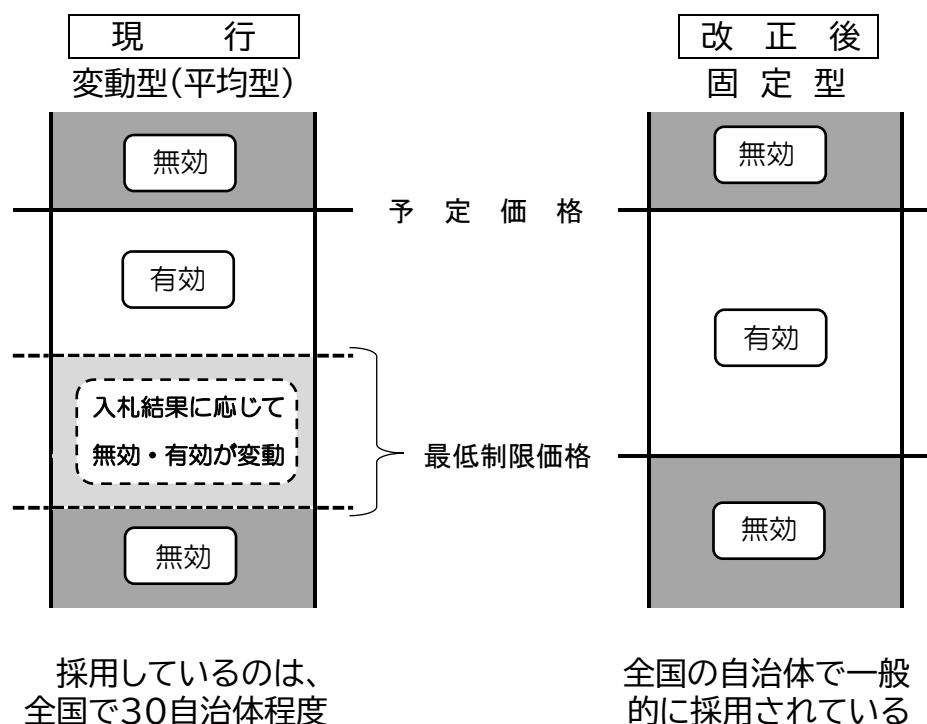 現 行
変動型(平均型)
無効
有効
入札結果に応じて
無効・有効が変動
無効
採用しているのは、
全国で30自治体程度
予 定 価 格
最低制限価格
改 正 後
固 定 型
無効
有効
無効
全国の自治体で一般
的に採用されている